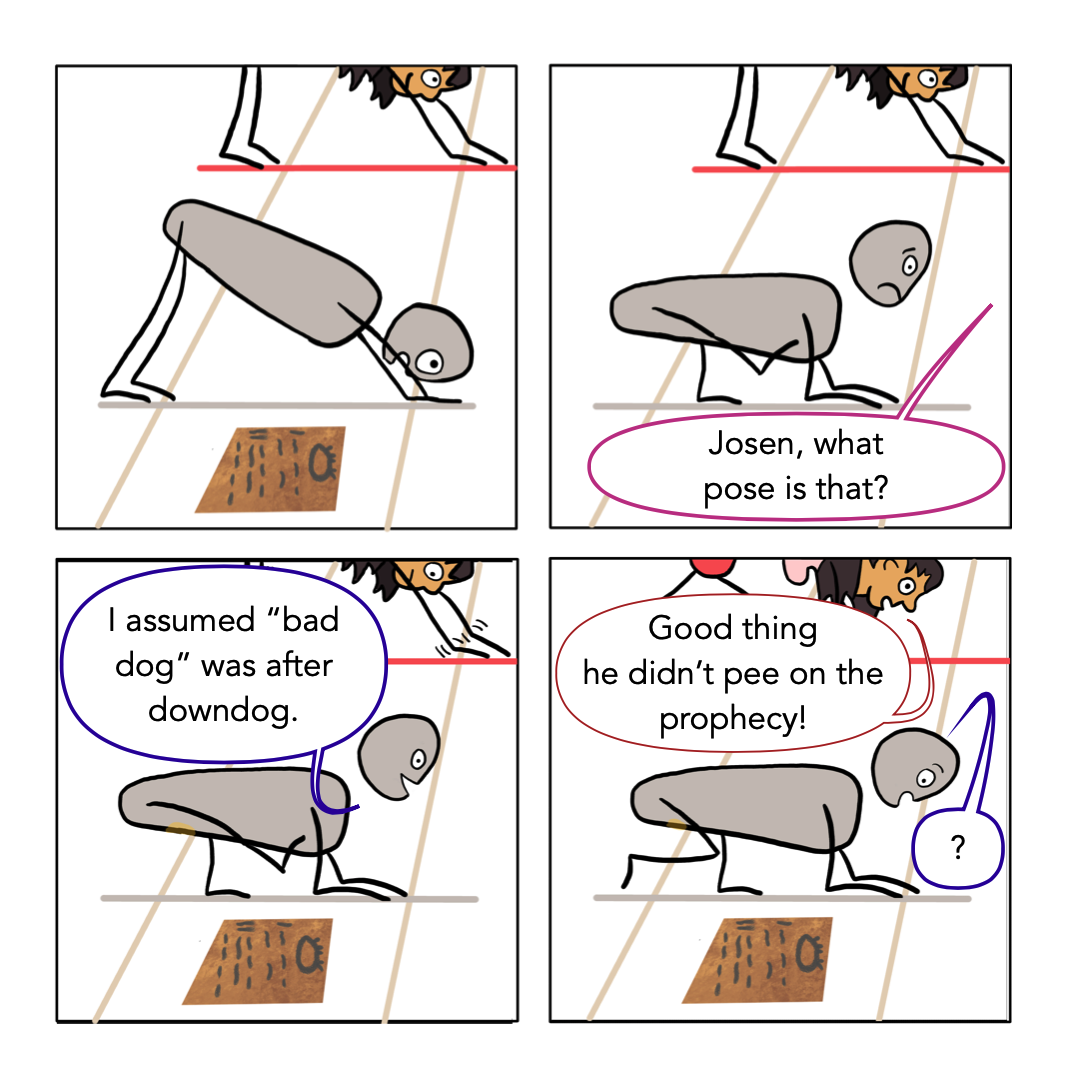 Josen, what
pose is that?
I assumed “bad
dog” was after
downdog.
Good thing
he didn’t pee on the
prophecy!
?